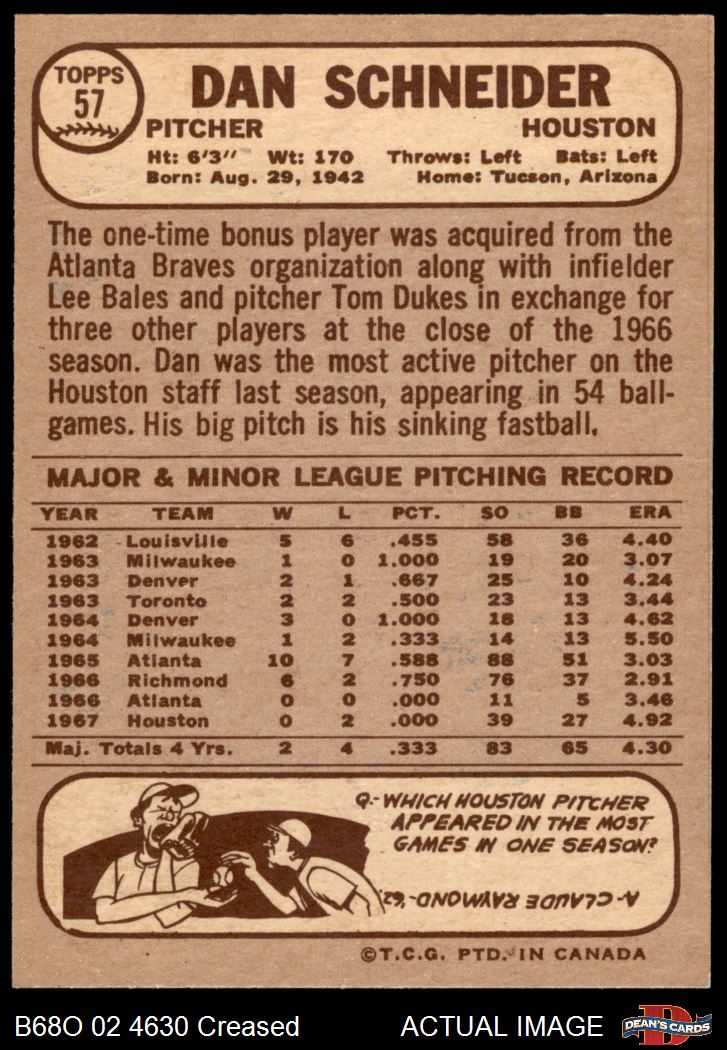 TOPPS
57
DAN SCHNEIDER
PITCHER HOUSTON
Ht: 6'3" Wt: 170 Throws: Left Bats: Left
Born: Aug. 29, 1942 Home: Tucson, Arizona
The one-time bonus player was acquired from the
Atlanta Braves organization along with infielder
Lee Bales and pitcher Tom Dukes in exchange for
three other players at the close of the 1966
season. Dan was the most active pitcher on the
Houston staff last season, appearing in 54 ball-
games. His big pitch is his sinking fastball.
MAJOR & MINOR LEAGUE PITCHING RECORD
YEAR TEAM W L PCT. SO BB ERA
1962 Louisville 5 6 .455 58 36 4.40
1963 Milwaukee 1 0 1.000 19 20 3.07
1963 Denver 2 1 .667 25 10 4.24
1963 Toronto 2 2 .500 23 13 3.44
1964 Denver 3 0 1.000 18 13 4.62
1964 Milwaukee 1 2 .333 14 13 5.50
1965 Atlanta 10 7 .588 88 51 3.03
1966 Richmond 6 2 .750 76 37 2.91
1966 Atlanta 0 0 .000 11 5 3.46
1967 Houston 0 2 .000 39 27 4.92
Maj. Totals 4 Yrs. 2 4 .333 83 65 4.30
Q-WHICH HOUSTON PITCHER
APPEARED IN THE MOST
GAMES IN ONE SEASON?
A-CLAUDE RAYMOND-'62.
©T.C.G. PTD. IN CANADA
B68O 02 4630 Creased ACTUAL IMAGE
D
DEAN'S CARDS